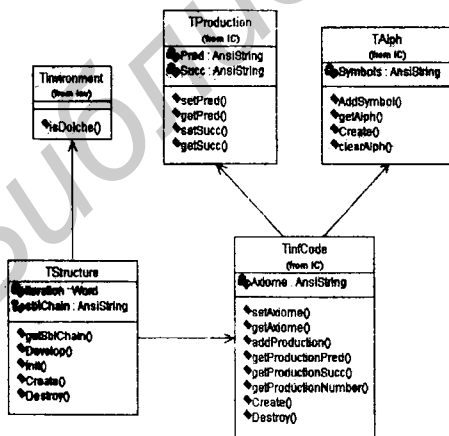 TProduction
(from IC)
Pred : AnsiString
Succ : AnsiString
setPred()
getPred()
setSucc()
getSucc()
TAlph
(from IC)
Symbols : AnsiString
AddSymbol()
getAlph()
Create()
clearAlph()
TInvironment
(from Inv)
isDolche()
TStructure
Iteration : Word
sblChain : AnsiString
getSblChain()
Develop()
Init()
Create()
Destroy()
TInfCode
(from IC)
Axiome : AnsiString
setAxiome()
getAxiome()
addProduction()
getProductionPred()
getProductionSucc()
getProductionNumber()
Create()
Destroy()